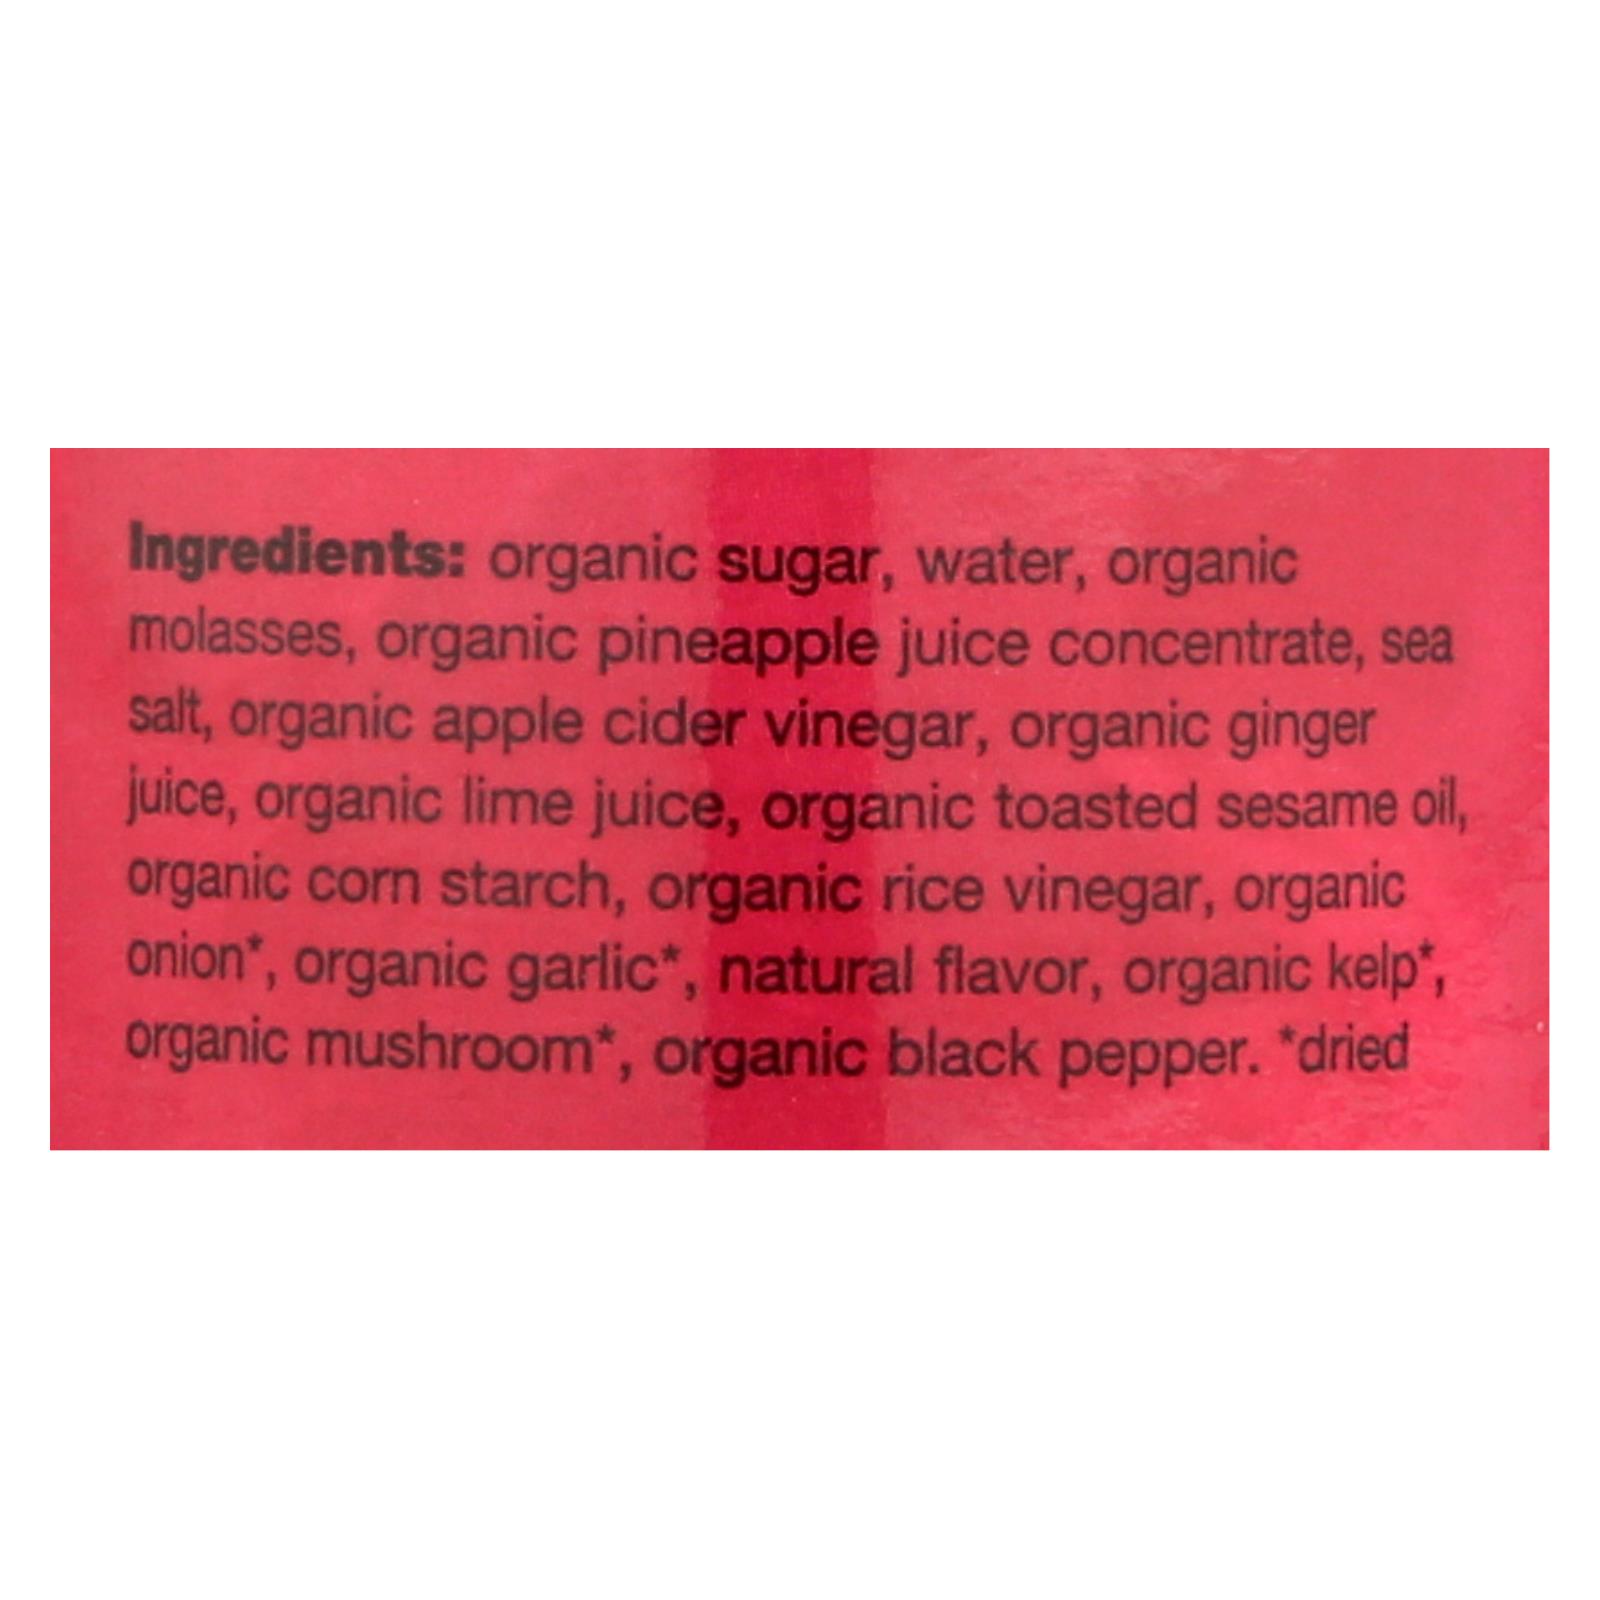 Ingredients: organic sugar, water, organic
molasses, organic pineapple juice concentrate, sea
salt, organic apple cider vinegar, organic ginger
juice, organic lime juice, organic toasted sesame oil,
organic corn starch, organic rice vinegar, organic
onion*, organic garlic*, natural flavor, organic kelp*,
organic mushroom*, organic black pepper. *dried